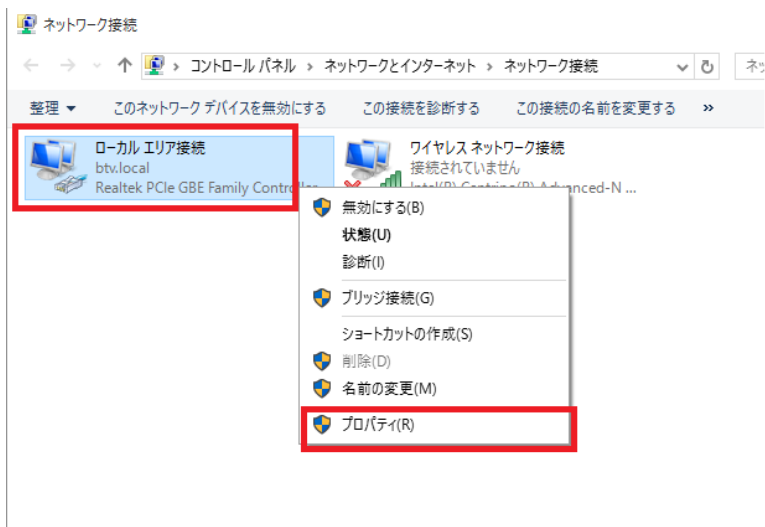 ネットワーク接続
コントロール パネル › ネットワークとインターネット › ネットワーク接続
整理 このネットワーク デバイスを無効にする この接続を診断する この接続の名前を変更する »
ローカル エリア接続
btv.local
Realtek PCIe GBE Family Controller
ワイヤレス ネットワーク接続
接続されていません
Intel(R) Centrino(R) Advanced-N ...
無効にする(B)
状態(U)
診断(I)
ブリッジ接続(G)
ショートカットの作成(S)
削除(D)
名前の変更(M)
プロパティ(R)